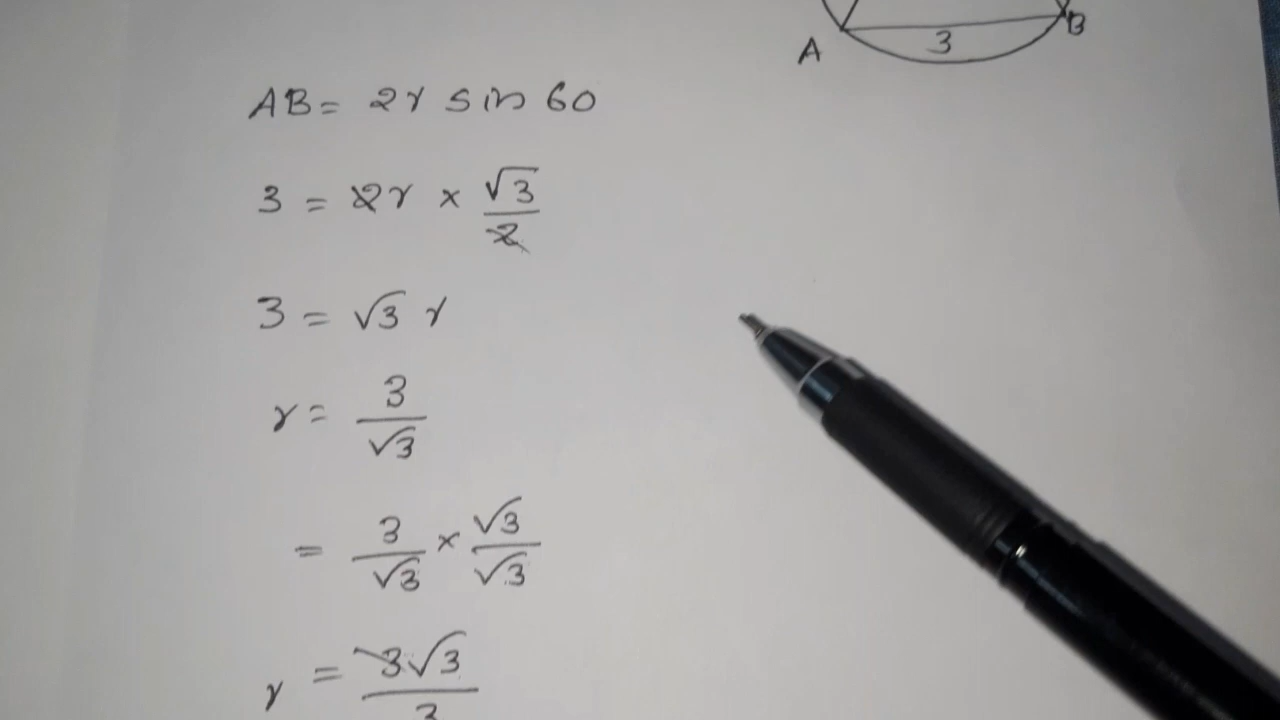 A 3 B
AB = 2r sin 60
3 = 2r × √3/2
3 = √3 r
r = 3/√3
= 3/√3 × √3/√3
r = 3√3/3